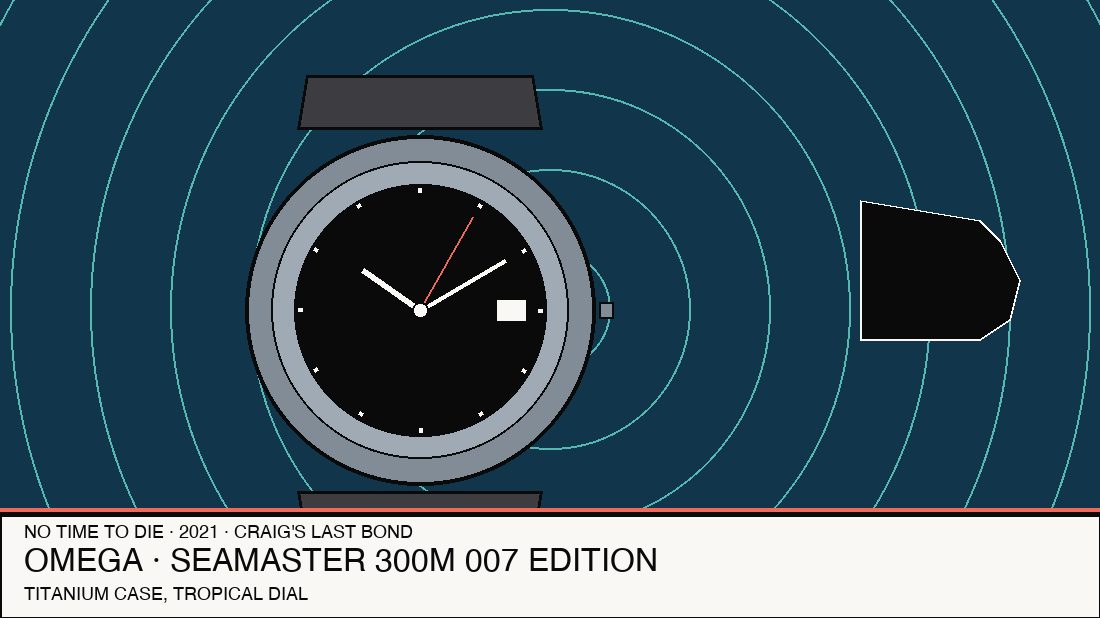 NO TIME TO DIE · 2021 · CRAIG'S LAST BOND
OMEGA · SEAMASTER 300M 007 EDITION
TITANIUM CASE, TROPICAL DIAL